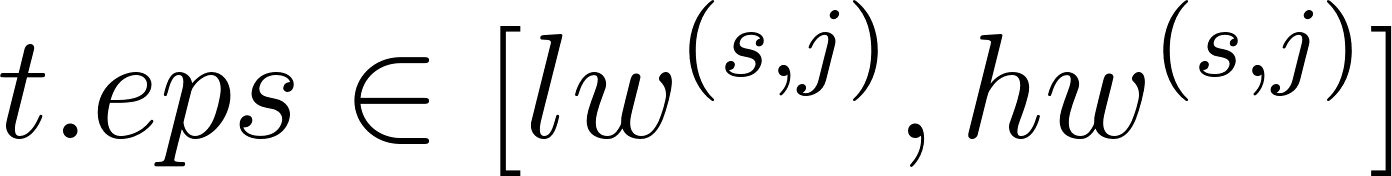 t.eps ∈ [lw^{(s,j)}, hw^{(s,j)}]